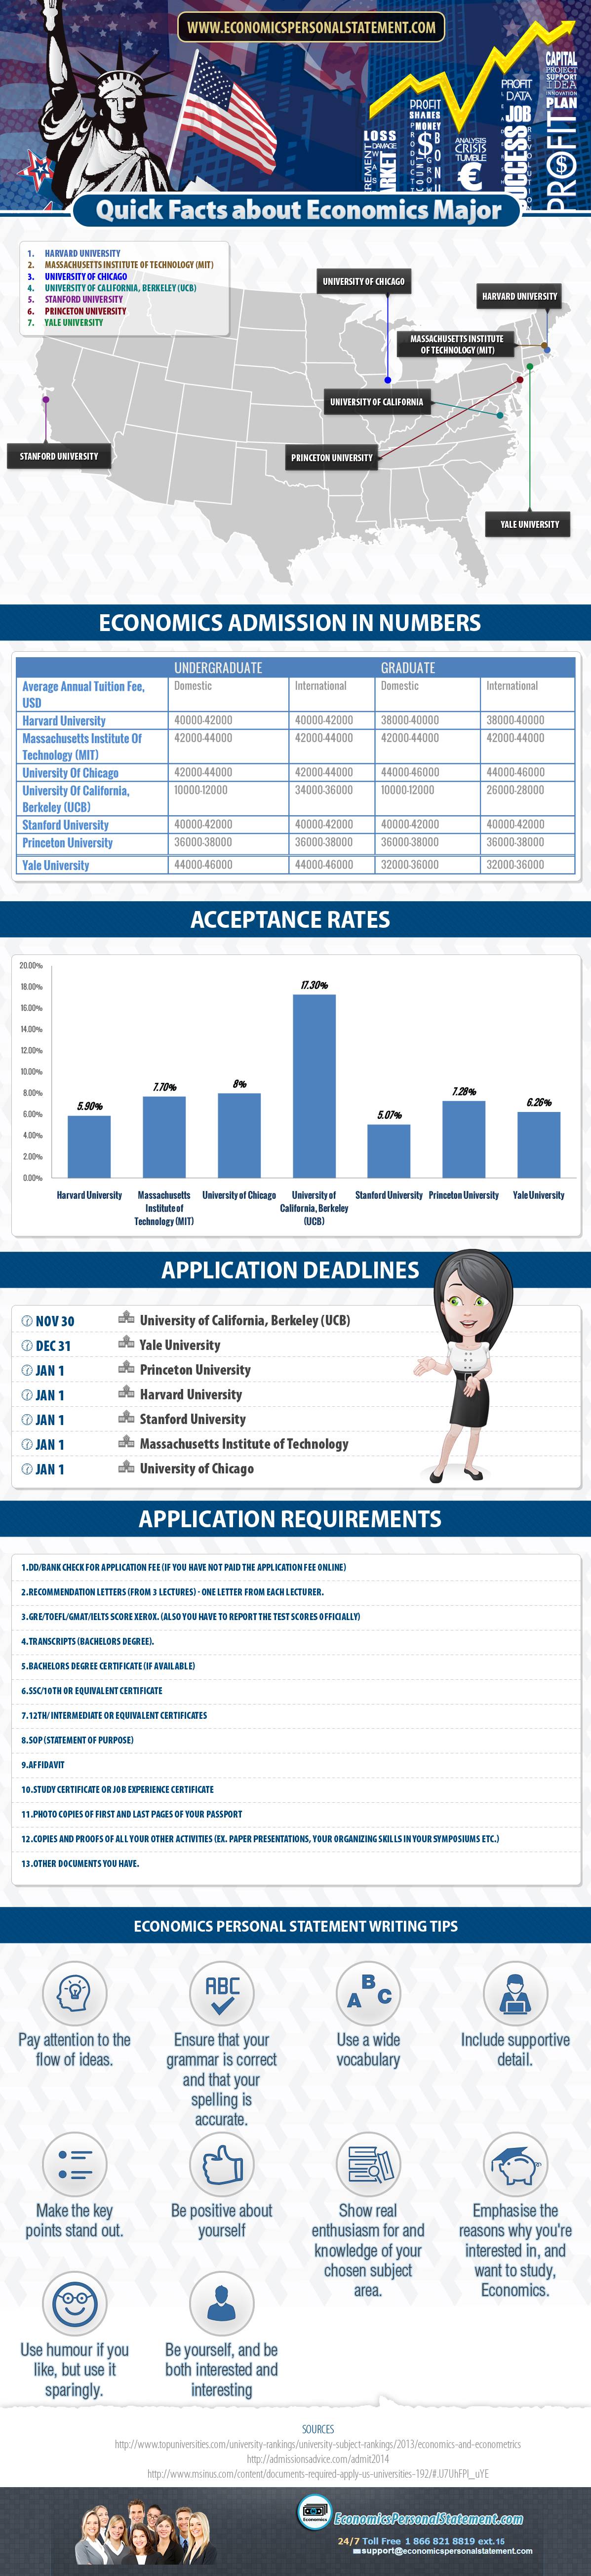 WWW.ECONOMICSPERSONALSTATEMENT.COM
CAPITAL
PROJECT
SUPPORT
IDEA
INNOVATION
PLAN
PROFIT
DATA
JOB
SUCCESS
PROFIT
PROFIT
SHARES
MONEY
LOSS
DAMAGE
MARKET
ANALYSIS
CRISIS
TUMBLE
$
€
$
Quick Facts about Economics Major
1. HARVARD UNIVERSITY
2. MASSACHUSETTS INSTITUTE OF TECHNOLOGY (MIT)
3. UNIVERSITY OF CHICAGO
4. UNIVERSITY OF CALIFORNIA, BERKELEY (UCB)
5. STANFORD UNIVERSITY
6. PRINCETON UNIVERSITY
7. YALE UNIVERSITY
UNIVERSITY OF CHICAGO
HARVARD UNIVERSITY
MASSACHUSETTS INSTITUTE
OF TECHNOLOGY (MIT)
UNIVERSITY OF CALIFORNIA
STANFORD UNIVERSITY
PRINCETON UNIVERSITY
YALE UNIVERSITY
ECONOMICS ADMISSION IN NUMBERS
UNDERGRADUATE GRADUATE
Average Annual Tuition Fee, Domestic International Domestic International
USD
Harvard University 40000-42000 40000-42000 38000-40000 38000-40000
Massachusetts Institute Of 42000-44000 42000-44000 42000-44000 42000-44000
Technology (MIT)
University Of Chicago 42000-44000 42000-44000 44000-46000 44000-46000
University Of California, 10000-12000 34000-36000 10000-12000 26000-28000
Berkeley (UCB)
Stanford University 40000-42000 40000-42000 40000-42000 40000-42000
Princeton University 36000-38000 36000-38000 36000-38000 36000-38000
Yale University 44000-46000 44000-46000 32000-36000 32000-36000
ACCEPTANCE RATES
20.00%
18.00%
16.00%
14.00%
12.00%
10.00%
8.00%
6.00%
4.00%
2.00%
0.00%
5.90%
7.70%
8%
17.30%
5.07%
7.28%
6.26%
Harvard University
Massachusetts
Institute of
Technology (MIT)
University of Chicago
University of
California, Berkeley
(UCB)
Stanford University
Princeton University
Yale University
APPLICATION DEADLINES
NOV 30 University of California, Berkeley (UCB)
DEC 31 Yale University
JAN 1 Princeton University
JAN 1 Harvard University
JAN 1 Stanford University
JAN 1 Massachusetts Institute of Technology
JAN 1 University of Chicago
APPLICATION REQUIREMENTS
1.DD/BANK CHECK FOR APPLICATION FEE (IF YOU HAVE NOT PAID THE APPLICATION FEE ONLINE)
2.RECOMMENDATION LETTERS (FROM 3 LECTURES) - ONE LETTER FROM EACH LECTURER.
3.GRE/TOEFL/GMAT/IELTS SCORE XEROX. (ALSO YOU HAVE TO REPORT THE TEST SCORES OFFICIALLY)
4.TRANSCRIPTS (BACHELORS DEGREE).
5.BACHELORS DEGREE CERTIFICATE (IF AVAILABLE)
6.SSC/10TH OR EQUIVALENT CERTIFICATE
7.12TH/ INTERMEDIATE OR EQUIVALENT CERTIFICATES
8.SOP (STATEMENT OF PURPOSE)
9.AFFIDAVIT
10.STUDY CERTIFICATE OR JOB EXPERIENCE CERTIFICATE
11.PHOTO COPIES OF FIRST AND LAST PAGES OF YOUR PASSPORT
12.COPIES AND PROOFS OF ALL YOUR OTHER ACTIVITIES (EX. PAPER PRESENTATIONS, YOUR ORGANIZING SKILLS IN YOUR SYMPOSIUMS ETC.)
13.OTHER DOCUMENTS YOU HAVE.
ECONOMICS PERSONAL STATEMENT WRITING TIPS
Pay attention to the
flow of ideas.
ABC
Ensure that your
grammar is correct
and that your
spelling is
accurate.
A B C
Use a wide
vocabulary
Include supportive
detail.
Make the key
points stand out.
Be positive about
yourself
Show real
enthusiasm for and
knowledge of your
chosen subject
area.
Emphasise the
reasons why you're
interested in, and
want to study,
Economics.
Use humour if you
like, but use it
sparingly.
Be yourself, and be
both interested and
interesting
SOURCES
http://www.topuniversities.com/university-rankings/university-subject-rankings/2013/economics-and-econometrics
http://admissionsadvice.com/admit2014
http://www.msinus.com/content/documents-required-apply-us-universities-192/#.U7UhFPl_uYE
Economics
EconomicsPersonalStatement.com
24/7 Toll Free 1 866 821 8819 ext.15
support@economicspersonalstatement.com